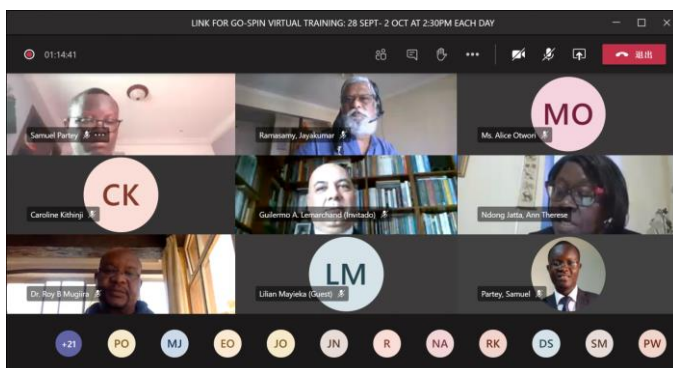 LINK FOR GO-SPIN VIRTUAL TRAINING: 28 SEPT- 2 OCT AT 2:30PM EACH DAY
01:14:41
退出
Samuel Partey
Ramasamy, Jayakumar
MO
Ms. Alice Otwori
CK
Caroline Kithinji
Guilermo A. Lemarchand (Invitado)
Ndong Jatta, Ann Therese
Dr. Roy B Mugiira
LM
Lilian Mayieka (Guest)
Partey, Samuel
+21 PO MJ EO JO JN R NA RK DS SM PW